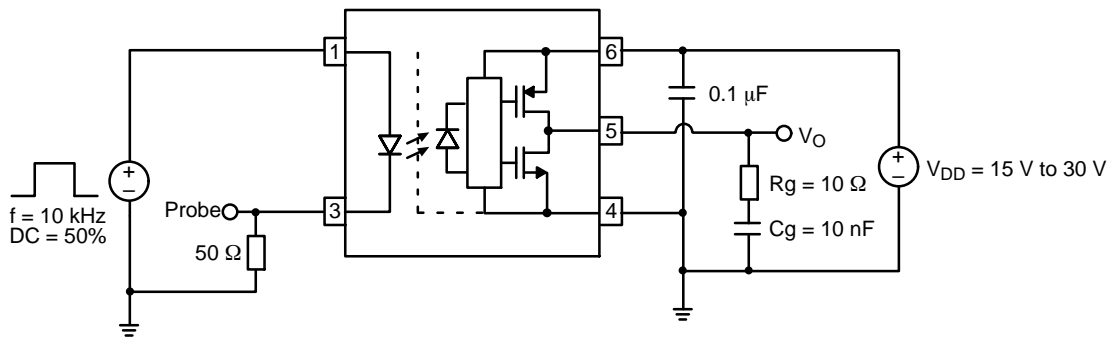 1
6
0.1 μF
5
V_O
+
−
f = 10 kHz
DC = 50%
Probe
3
50 Ω
4
Rg = 10 Ω
Cg = 10 nF
+
−
V_DD = 15 V to 30 V